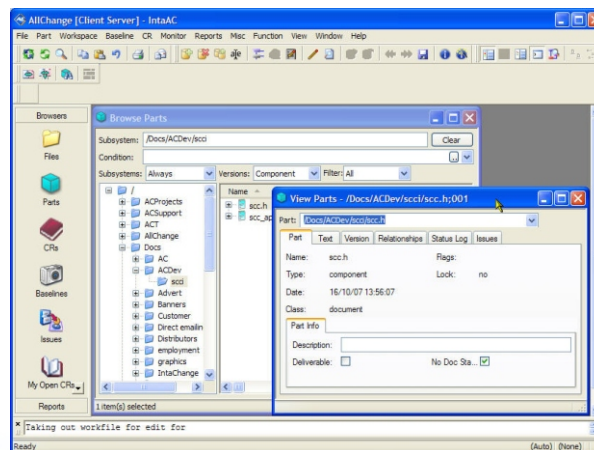 AllChange [Client Server] - IntaAC
File Part Workspace Baseline CR Monitor Reports Misc Function View Window Help
Browsers
Files
Parts
CRs
Baselines
Issues
My Open CRs
Reports
Browse Parts
Subsystem: /Docs/ACDev/scci Clear
Condition:
Subsystems: Always Versions: Component Filter: All
/
ACProjects
ACSupport
ACT
AllChange
Docs
AC
ACDev
scci
Advert
Banners
Customer
Direct emailin
Distributors
employment
graphics
IntaChange
Name
scc.h
scc_ap
1 item(s) selected
View Parts - /Docs/ACDev/scci/scc.h;001
Part: /Docs/ACDev/scci/scc.h
Part Text Version Relationships Status Log Issues
Name: scc.h Flags:
Type: component Lock: no
Date: 16/10/07 13:56:07
Class: document
Part Info
Description:
Deliverable: No Doc Sta...
Taking out workfile for edit for
Ready (Auto) (None)